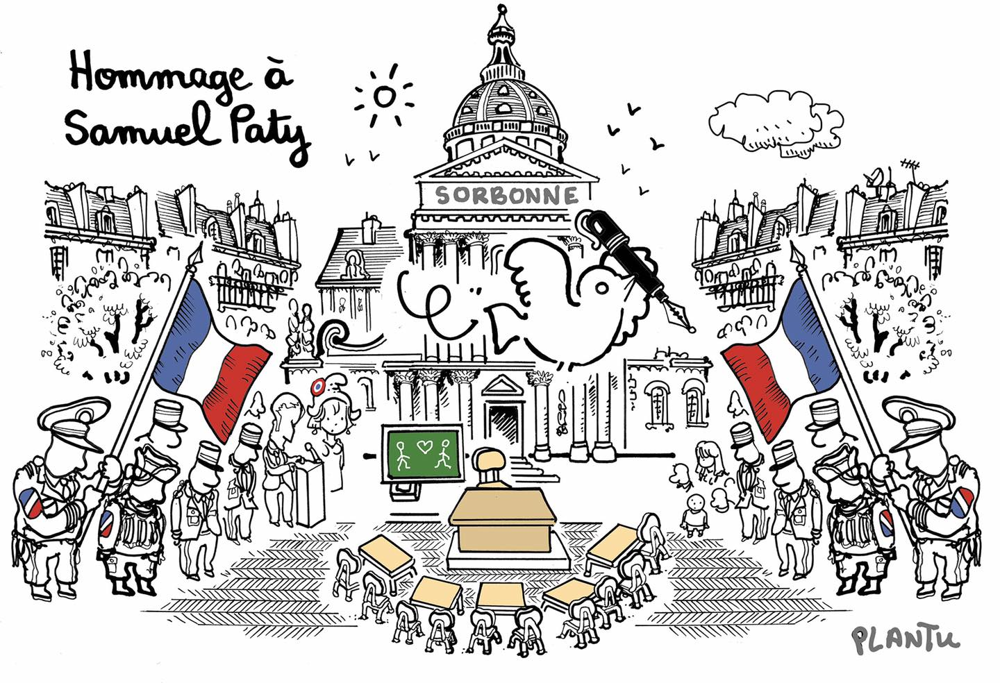 Hommage à
Samuel Paty
SORBONNE
PLANTU